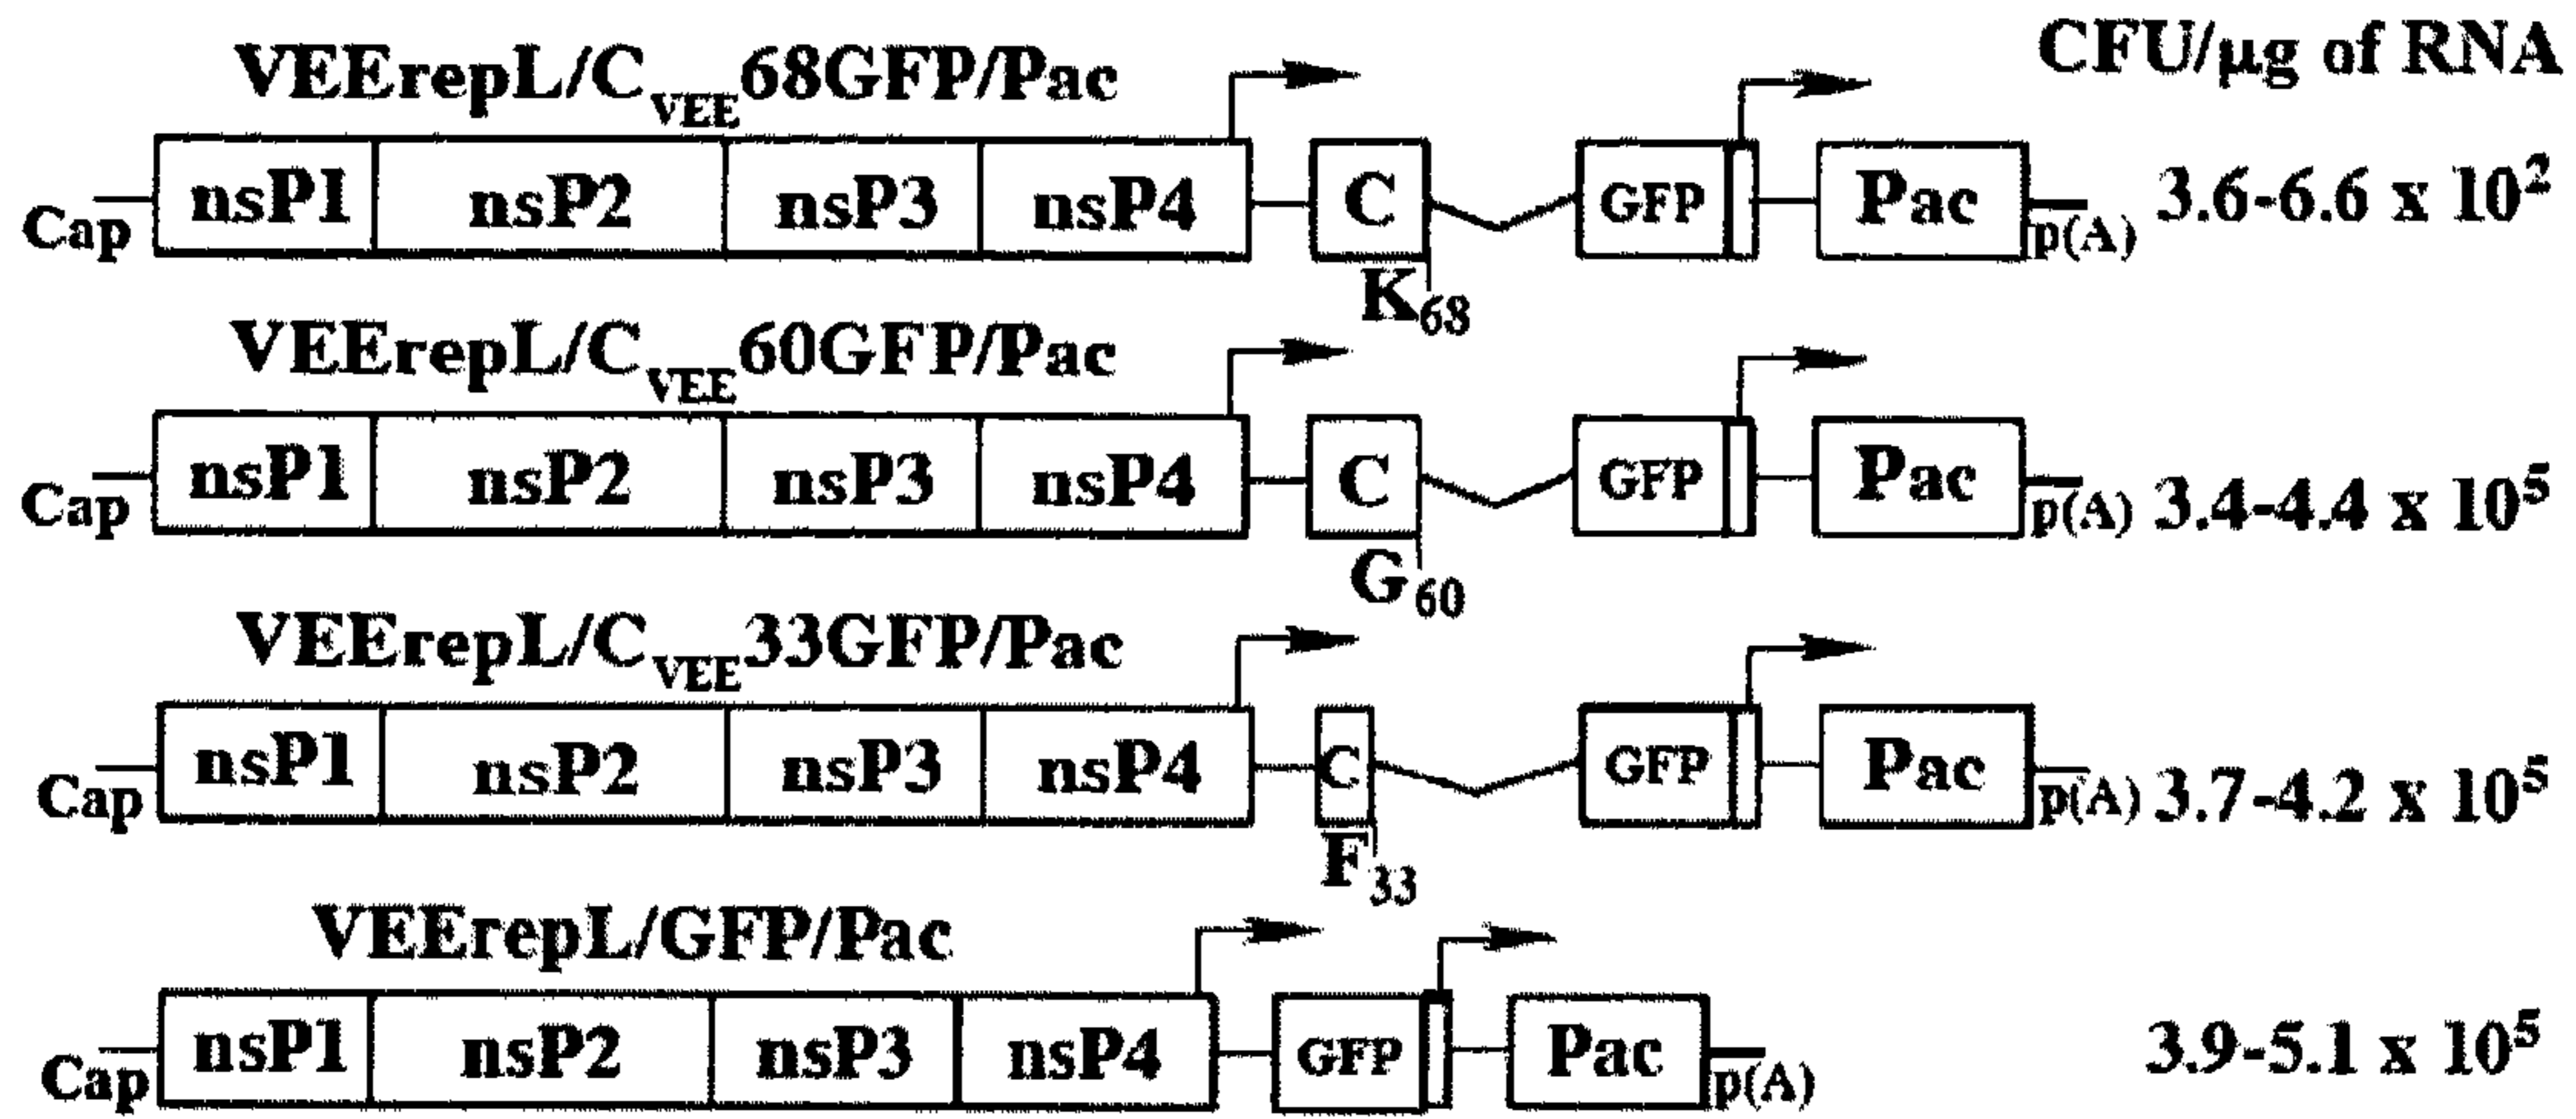 CFU/µg of RNA
VEErepL/CVEE68GFP/Pac
Cap nsP1 nsP2 nsP3 nsP4 C GFP Pac p(A) 3.6-6.6 x 10²
K68
VEErepL/CVEE60GFP/Pac
Cap nsP1 nsP2 nsP3 nsP4 C GFP Pac p(A) 3.4-4.4 x 10⁵
G60
VEErepL/CVEE33GFP/Pac
Cap nsP1 nsP2 nsP3 nsP4 C GFP Pac p(A) 3.7-4.2 x 10⁵
F33
VEErepL/GFP/Pac
Cap nsP1 nsP2 nsP3 nsP4 GFP Pac p(A) 3.9-5.1 x 10⁵